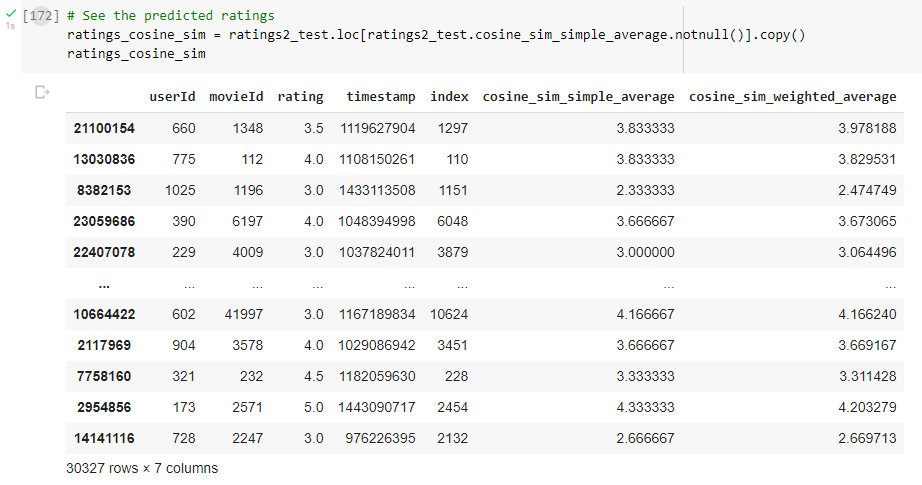 [172] # See the predicted ratings
1s ratings_cosine_sim = ratings2_test.loc[ratings2_test.cosine_sim_simple_average.notnull()].copy()
ratings_cosine_sim
userId movieId rating timestamp index cosine_sim_simple_average cosine_sim_weighted_average
21100154 660 1348 3.5 1119627904 1297 3.833333 3.978188
13030836 775 112 4.0 1108150261 110 3.833333 3.829531
8382153 1025 1196 3.0 1433113508 1151 2.333333 2.474749
23059686 390 6197 4.0 1048394998 6048 3.666667 3.673065
22407078 229 4009 3.0 1037824011 3879 3.000000 3.064496
... ... ... ... ... ... ... ...
10664422 602 41997 3.0 1167189834 10624 4.166667 4.166240
2117969 904 3578 4.0 1029086942 3451 3.666667 3.669167
7758160 321 232 4.5 1182059630 228 3.333333 3.311428
2954856 173 2571 5.0 1443090717 2454 4.333333 4.203279
14141116 728 2247 3.0 976226395 2132 2.666667 2.669713
30327 rows × 7 columns